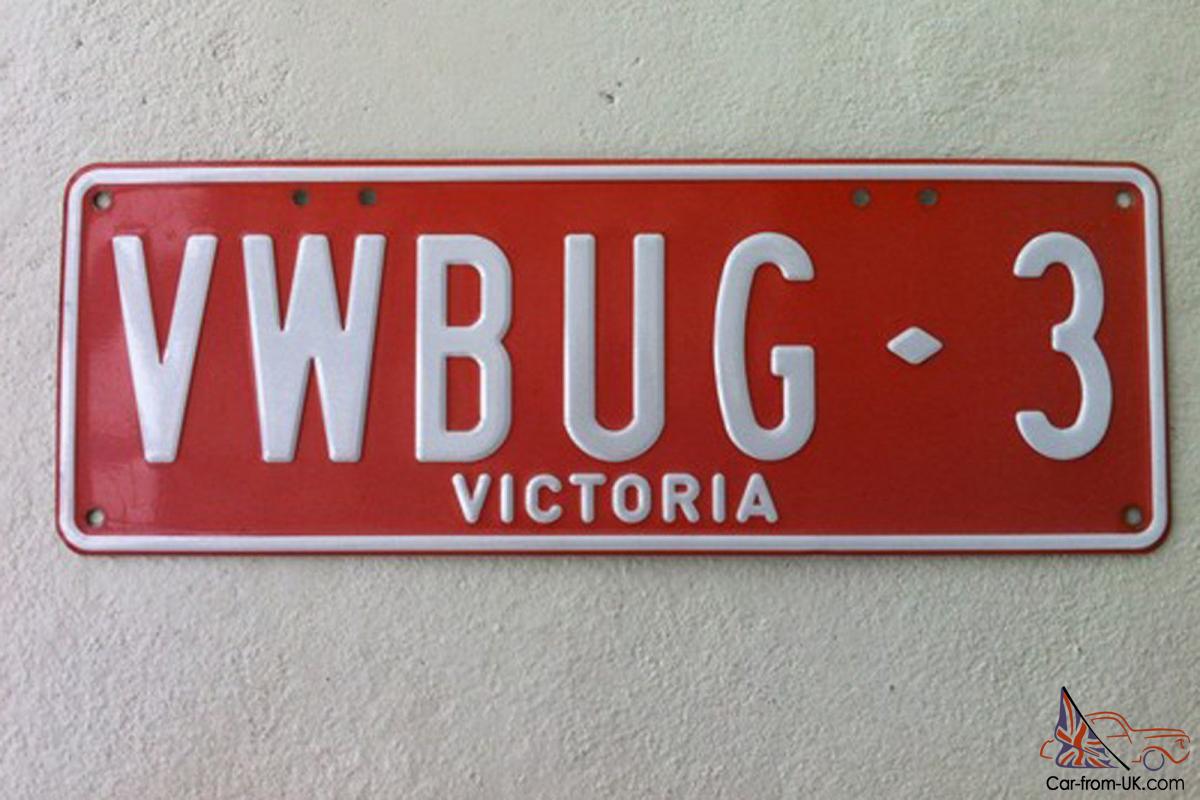 VWBUG ⬥ 3
VICTORIA
Car-from-UK.com